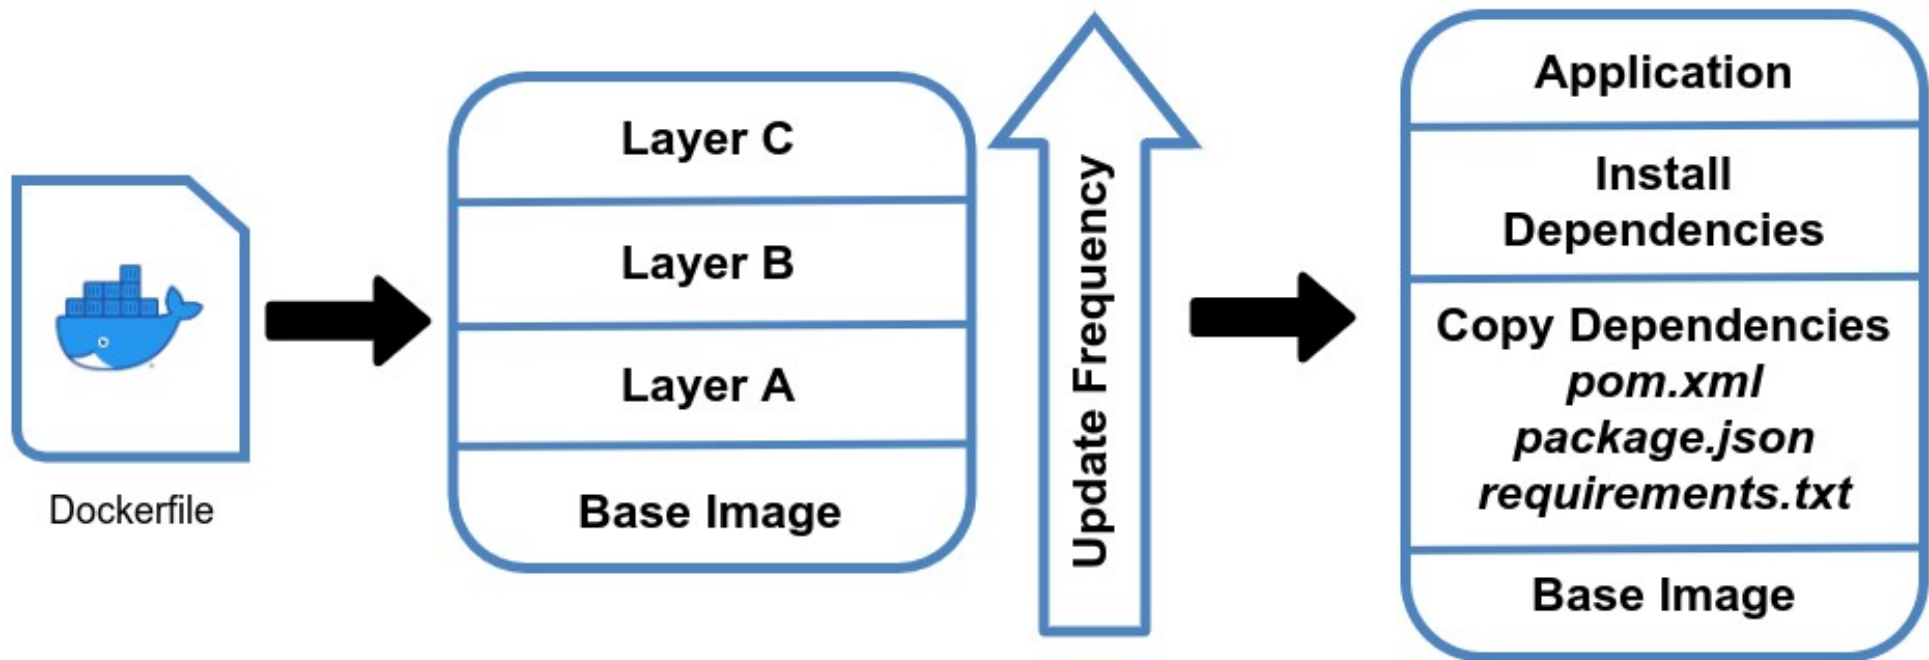 Dockerfile
Layer C
Layer B
Layer A
Base Image
Update Frequency
Application
Install
Dependencies
Copy Dependencies
pom.xml
package.json
requirements.txt
Base Image